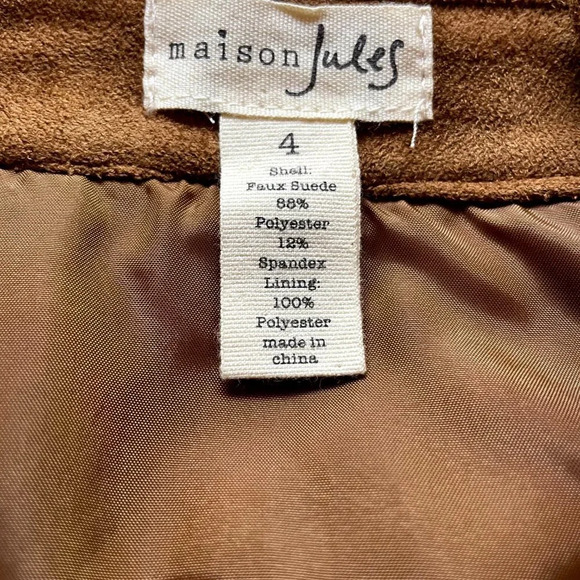 maison Jules
4
Shell:
Faux Suede
88%
Polyester
12%
Spandex
Lining:
100%
Polyester
made in
china